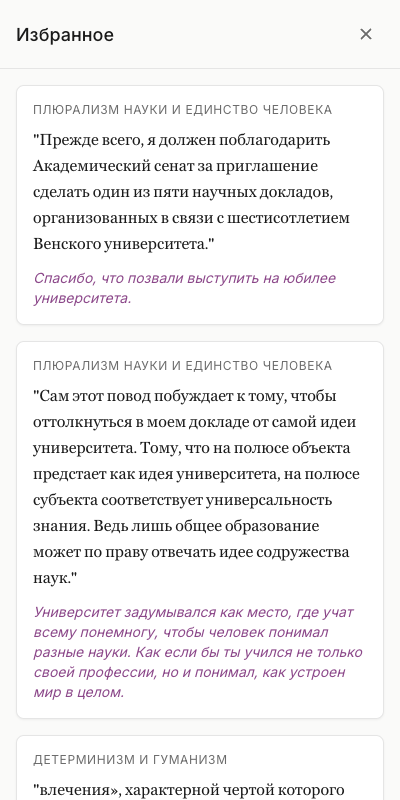 Избранное
ПЛЮРАЛИЗМ НАУКИ И ЕДИНСТВО ЧЕЛОВЕКА
"Прежде всего, я должен поблагодарить
Академический сенат за приглашение
сделать один из пяти научных докладов,
организованных в связи с шестисотлетием
Венского университета."
Спасибо, что позвали выступить на юбилее
университета.
ПЛЮРАЛИЗМ НАУКИ И ЕДИНСТВО ЧЕЛОВЕКА
"Сам этот повод побуждает к тому, чтобы
оттолкнуться в моем докладе от самой идеи
университета. Тому, что на полюсе объекта
предстает как идея университета, на полюсе
субъекта соответствует универсальность
знания. Ведь лишь общее образование
может по праву отвечать идее содружества
наук."
Университет задумывался как место, где учат
всему понемногу, чтобы человек понимал
разные науки. Как если бы ты учился не только
своей профессии, но и понимал, как устроен
мир в целом.
ДЕТЕРМИНИЗМ И ГУМАНИЗМ
"влечения», характерной чертой которого